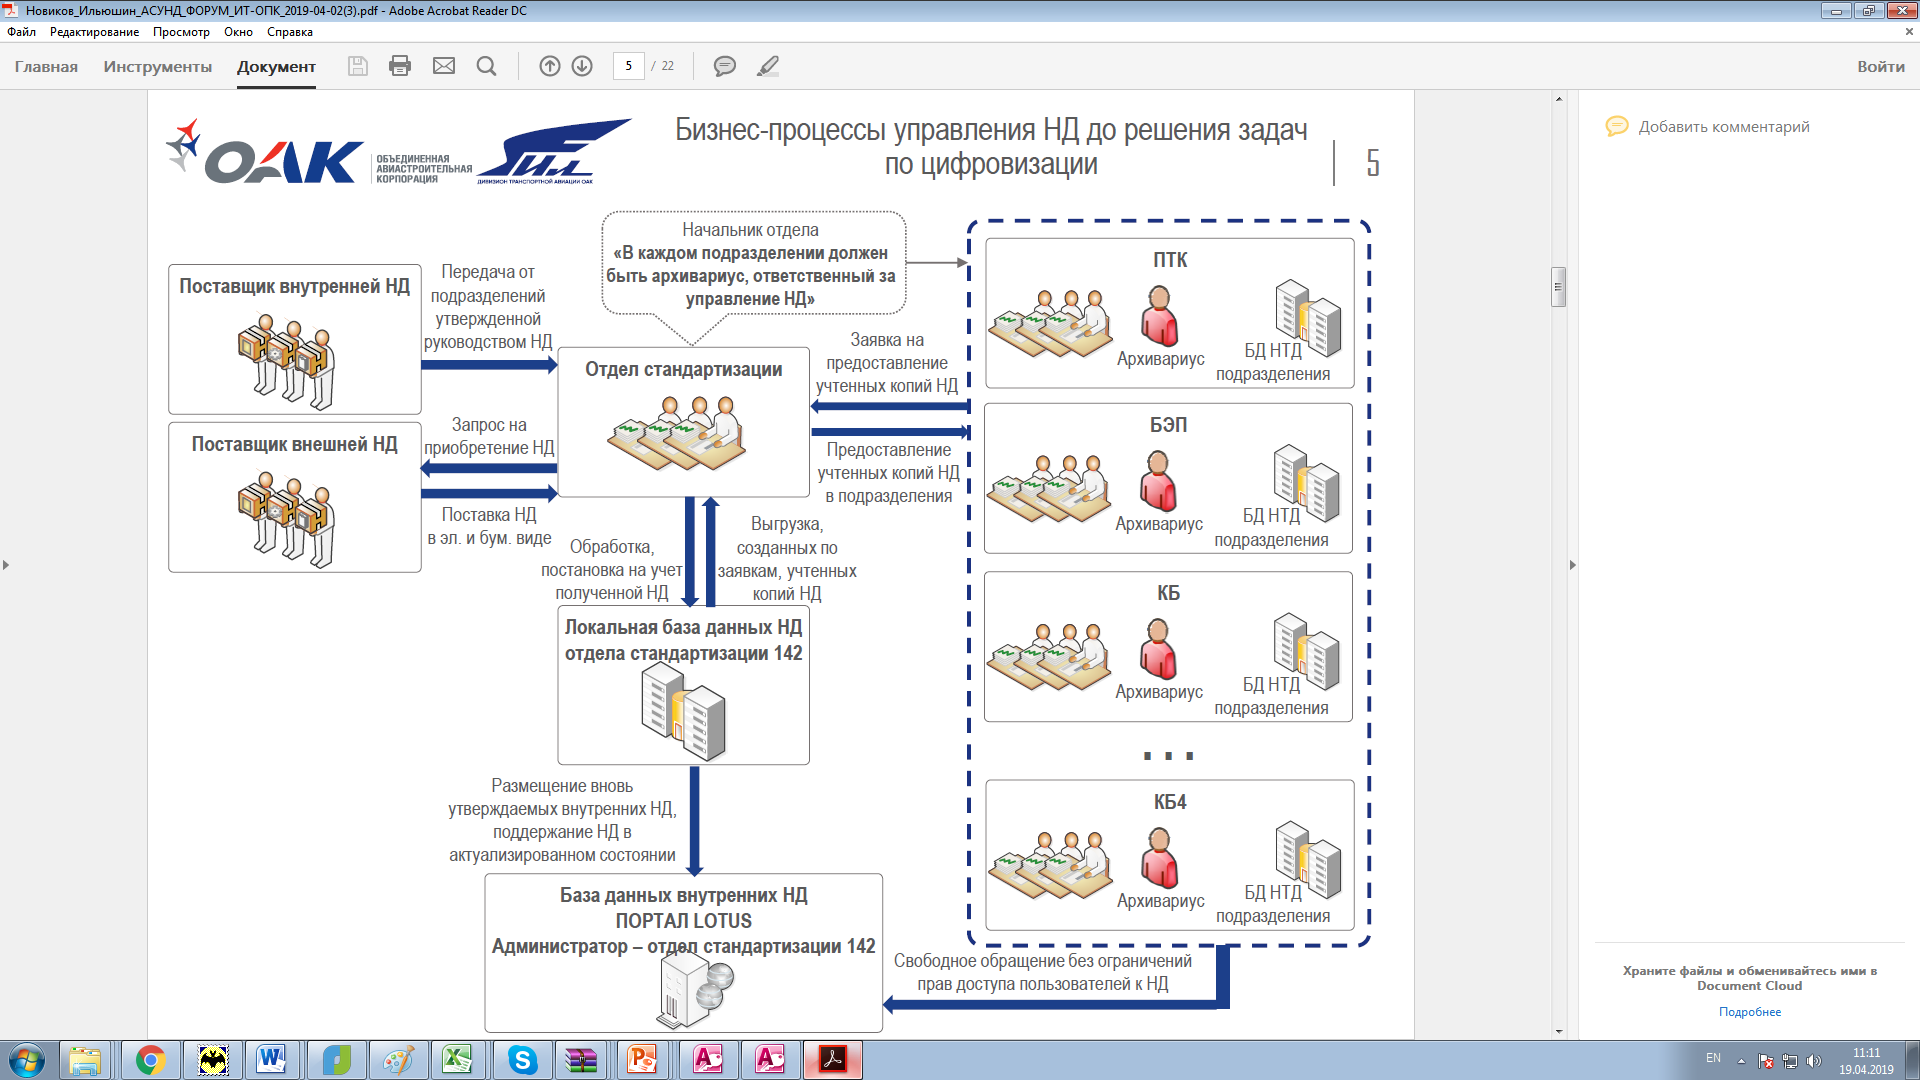 Новиков_Ильюшин_АСУНД_ФОРУМ_ИТ-ОПК_2019-04-02(3).pdf - Adobe Acrobat Reader DC
Файл Редактирование Просмотр Окно Справка
Главная Инструменты Документ 5 / 22 Войти
Добавить комментарий
ОАК
ОБЪЕДИНЕННАЯ
АВИАСТРОИТЕЛЬНАЯ
КОРПОРАЦИЯ
Ил
ДИВИЗИОН ТРАНСПОРТНОЙ АВИАЦИИ ОАК
Бизнес-процессы управления НД до решения задач
по цифровизации
5
Начальник отдела
«В каждом подразделении должен
быть архивариус, ответственный за
управление НД»
Поставщик внутренней НД
Передача от
подразделений
утвержденной
руководством НД
Поставщик внешней НД
Запрос на
приобретение НД
Поставка НД
в эл. и бум. виде
Отдел стандартизации
Заявка на
предоставление
учтенных копий НД
Предоставление
учтенных копий НД
в подразделения
Обработка,
постановка на учет
полученной НД
Выгрузка,
созданных по
заявкам, учтенных
копий НД
Локальная база данных НД
отдела стандартизации 142
Размещение вновь
утверждаемых внутренних НД,
поддержание НД в
актуализированном состоянии
База данных внутренних НД
ПОРТАЛ LOTUS
Администратор – отдел стандартизации 142
Свободное обращение без ограничений
прав доступа пользователей к НД
ПТК
Архивариус
БД НТД
подразделения
БЭП
Архивариус
БД НТД
подразделения
КБ
Архивариус
БД НТД
подразделения
...
КБ4
Архивариус
БД НТД
подразделения
Храните файлы и обменивайтесь ими в
Document Cloud
Подробнее
EN
11:11
19.04.2019